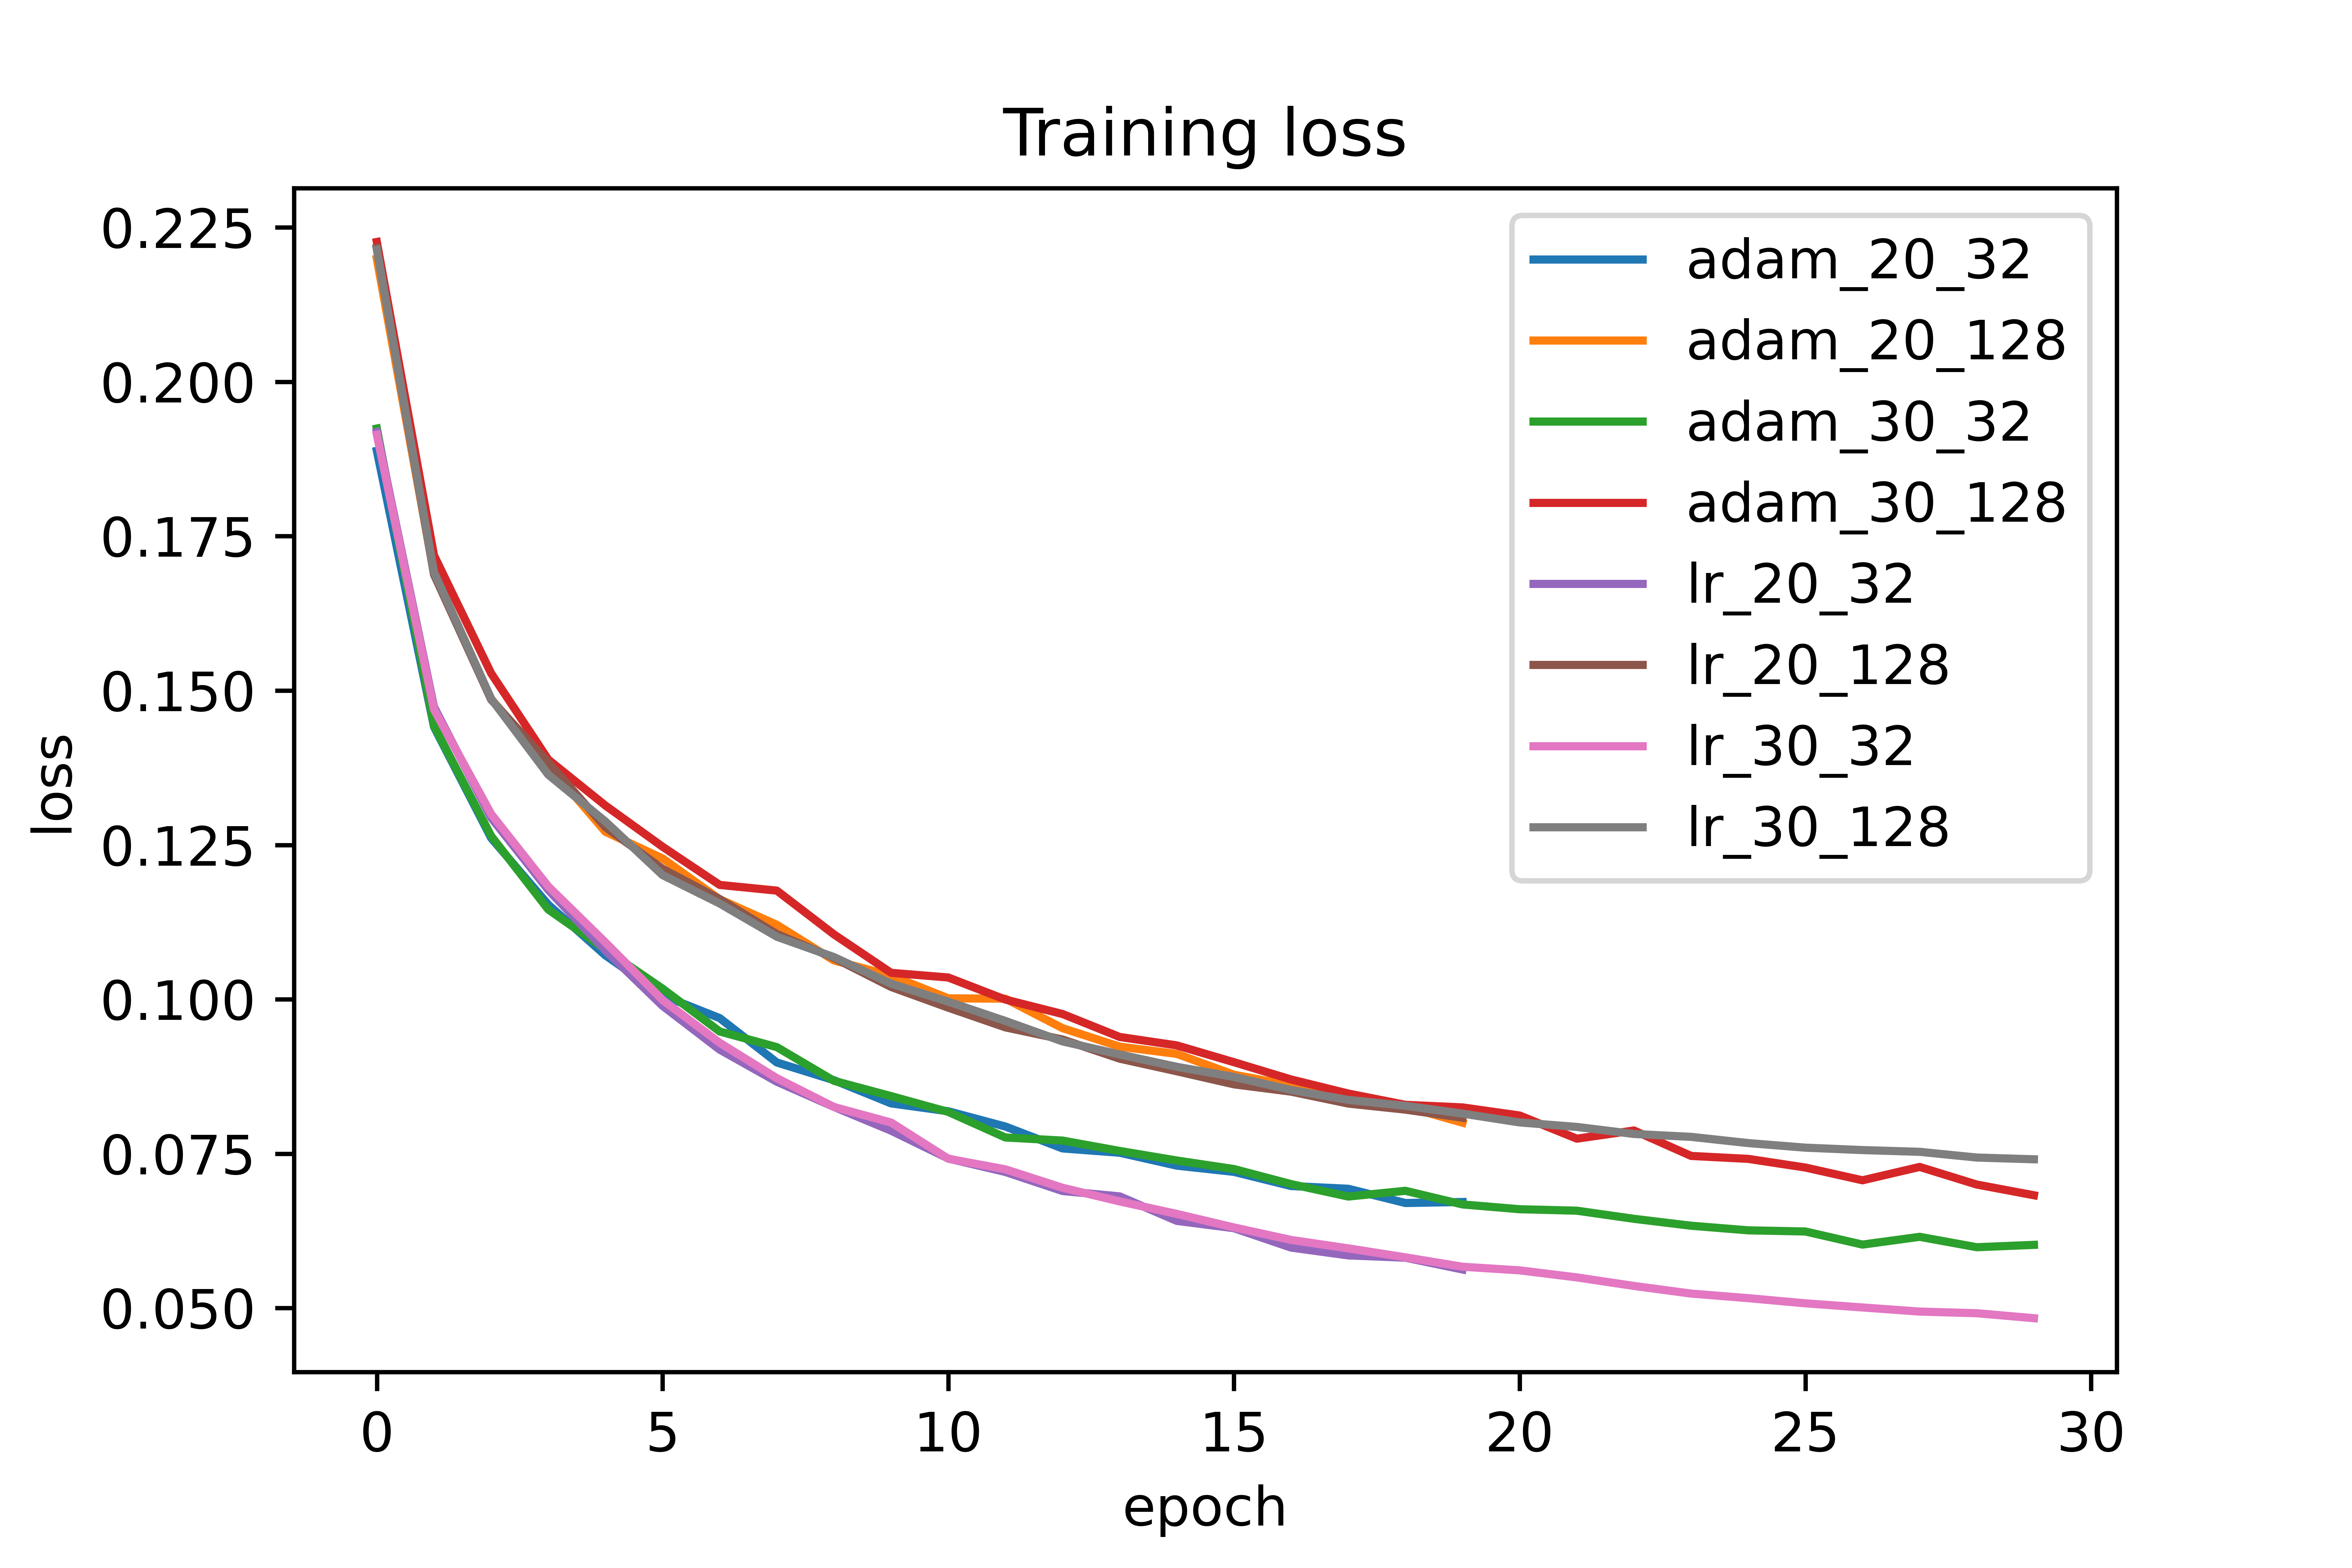 Training loss
0.225
0.200
0.175
0.150
0.125
0.100
0.075
0.050
loss
0
5
10
15
20
25
30
epoch
adam_20_32
adam_20_128
adam_30_32
adam_30_128
lr_20_32
lr_20_128
lr_30_32
lr_30_128